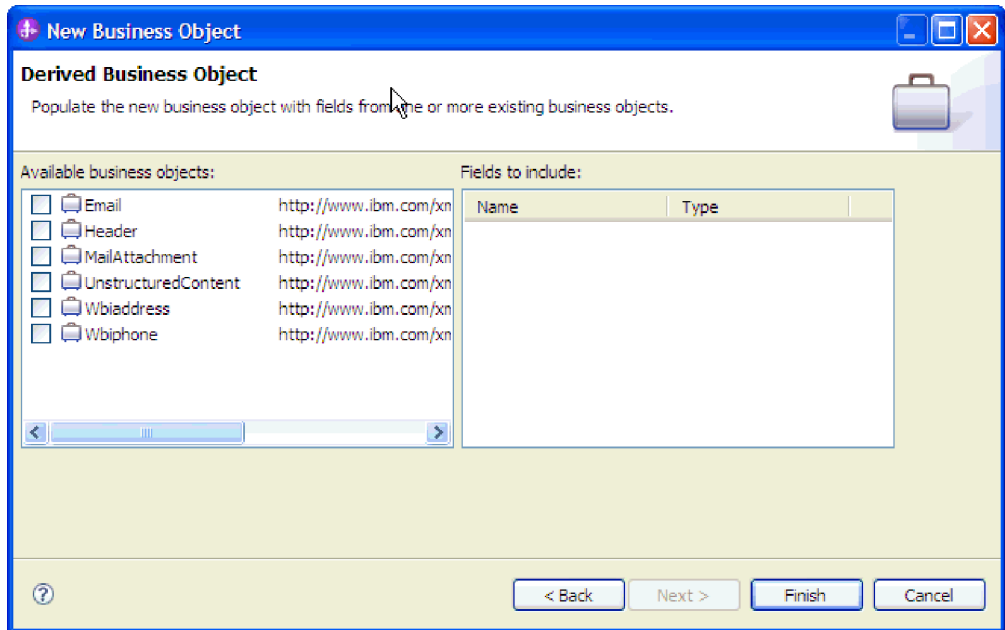 New Business Object
Derived Business Object
Populate the new business object with fields from one or more existing business objects.
Available business objects:
Fields to include:
Email http://www.ibm.com/xn
Header http://www.ibm.com/xn
MailAttachment http://www.ibm.com/xn
UnstructuredContent http://www.ibm.com/xn
Wbiaddress http://www.ibm.com/xn
Wbiphone http://www.ibm.com/xn
Name Type
< Back Next > Finish Cancel